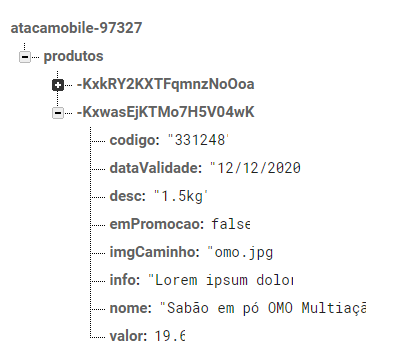 atacamobile-97327
produtos
-KxkRY2KXTFqmnzNoOoa
-KxwasEjKTMo7H5V04wK
codigo: "331248"
dataValidade: "12/12/2020
desc: "1.5kg"
emPromocao: false
imgCaminho: "omo.jpg
info: "Lorem ipsum dolor
nome: "Sabão em pó OMO Multiaçã
valor: 19.6